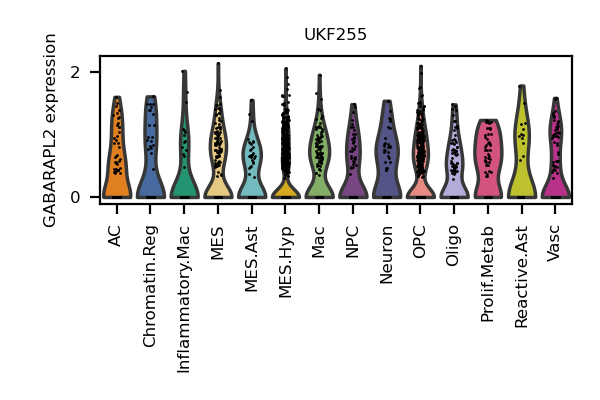 UKF255
GABARAPL2 expression
2
0
AC
Chromatin.Reg
Inflammatory.Mac
MES
MES.Ast
MES.Hyp
Mac
NPC
Neuron
OPC
Oligo
Prolif.Metab
Reactive.Ast
Vasc